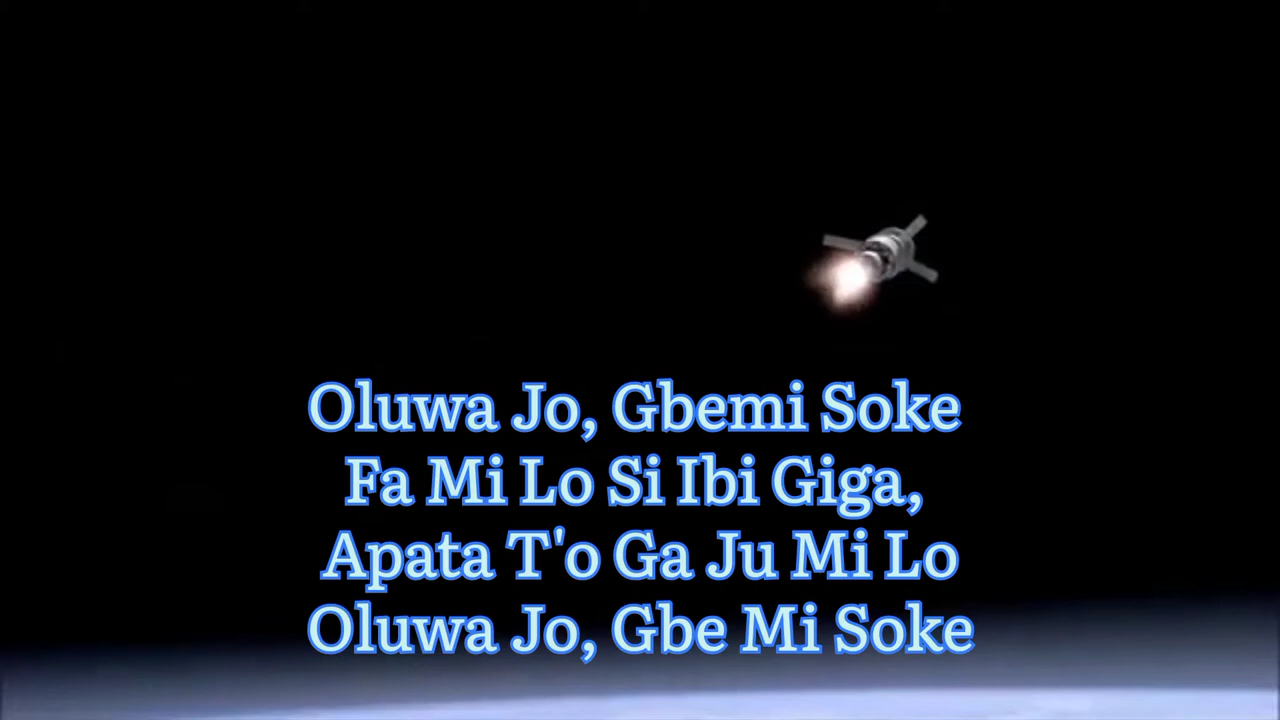 Oluwa Jo, Gbemi Soke
Fa Mi Lo Si Ibi Giga,
Apata T'o Ga Ju Mi Lo
Oluwa Jo, Gbe Mi Soke